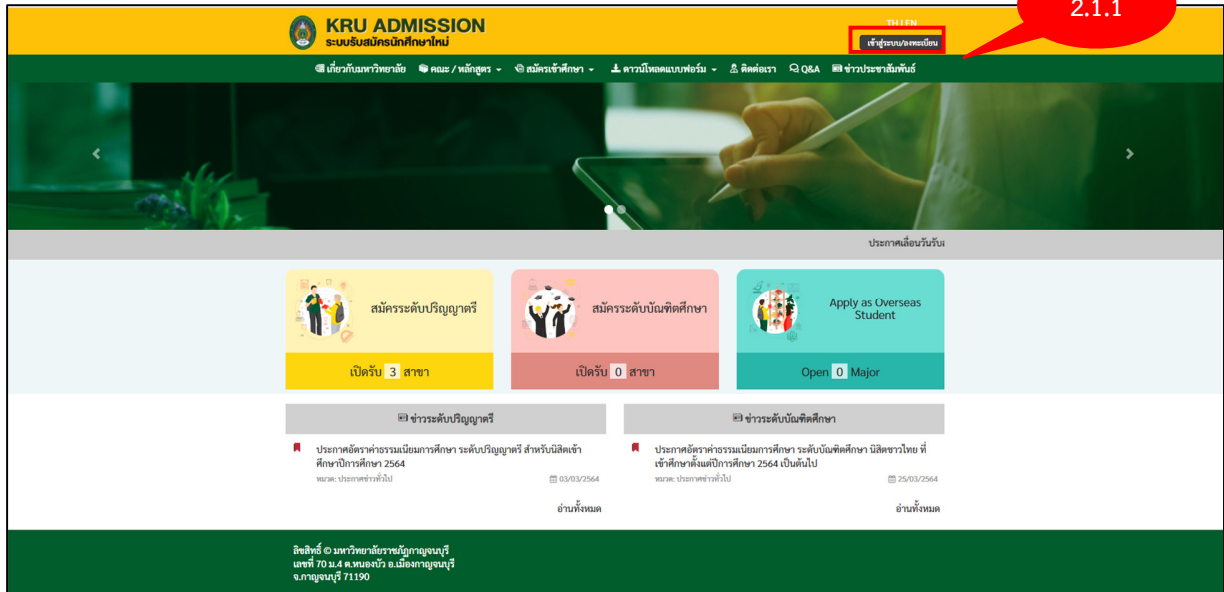 2.1.1
KRU ADMISSION
ระบบรับสมัครนักศึกษาใหม่
TH | EN
เข้าสู่ระบบ/ลงทะเบียน
เกี่ยวกับมหาวิทยาลัย คณะ / หลักสูตร สมัครเข้าศึกษา ดาวน์โหลดแบบฟอร์ม ติดต่อเรา Q&A ข่าวประชาสัมพันธ์
ประกาศเลื่อนวันรับ
สมัครระดับปริญญาตรี
เปิดรับ 3 สาขา
สมัครระดับบัณฑิตศึกษา
เปิดรับ 0 สาขา
Apply as Overseas
Student
Open 0 Major
ข่าวระดับปริญญาตรี
ประกาศอัตราค่าธรรมเนียมการศึกษา ระดับปริญญาตรี สำหรับนิสิตเข้า
ศึกษาปีการศึกษา 2564
หมวด: ประกาศข่าวทั่วไป 03/03/2564
อ่านทั้งหมด
ข่าวระดับบัณฑิตศึกษา
ประกาศอัตราค่าธรรมเนียมการศึกษา ระดับบัณฑิตศึกษา นิสิตชาวไทย ที่
เข้าศึกษาตั้งแต่ปีการศึกษา 2564 เป็นต้นไป
หมวด: ประกาศข่าวทั่วไป 25/03/2564
อ่านทั้งหมด
ลิขสิทธิ์ © มหาวิทยาลัยราชภัฏกาญจนบุรี
เลขที่ 70 ม.4 ต.หนองบัว อ.เมืองกาญจนบุรี
จ.กาญจนบุรี 71190